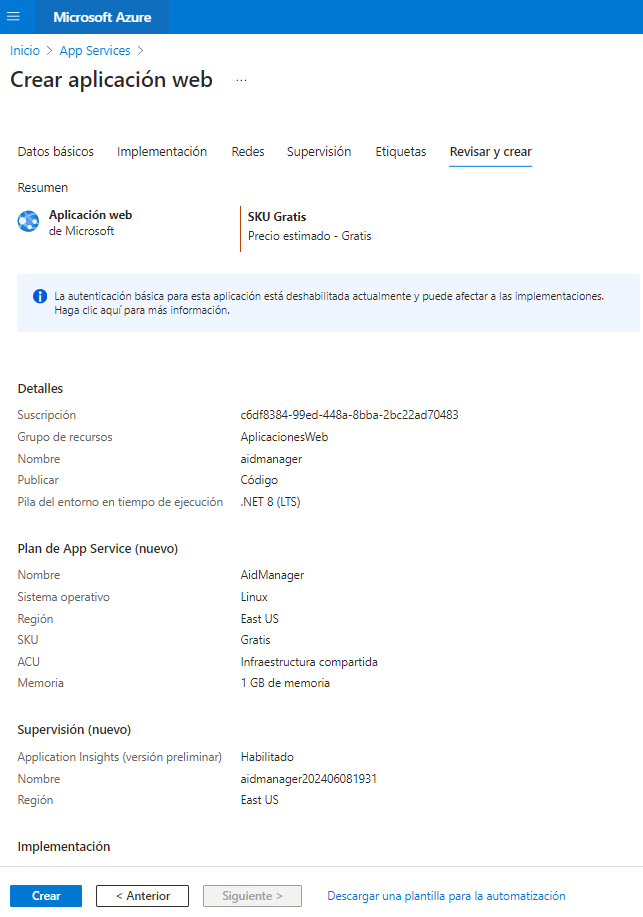 Microsoft Azure
Inicio > App Services >
Crear aplicación web ...
Datos básicos Implementación Redes Supervisión Etiquetas Revisar y crear
Resumen
Aplicación web
de Microsoft
SKU Gratis
Precio estimado - Gratis
La autenticación básica para esta aplicación está deshabilitada actualmente y puede afectar a las implementaciones.
Haga clic aquí para más información.
Detalles
Suscripción c6df8384-99ed-448a-8bba-2bc22ad70483
Grupo de recursos AplicacionesWeb
Nombre aidmanager
Publicar Código
Pila del entorno en tiempo de ejecución .NET 8 (LTS)
Plan de App Service (nuevo)
Nombre AidManager
Sistema operativo Linux
Región East US
SKU Gratis
ACU Infraestructura compartida
Memoria 1 GB de memoria
Supervisión (nuevo)
Application Insights (versión preliminar) Habilitado
Nombre aidmanager202406081931
Región East US
Implementación
Crear < Anterior Siguiente > Descargar una plantilla para la automatización